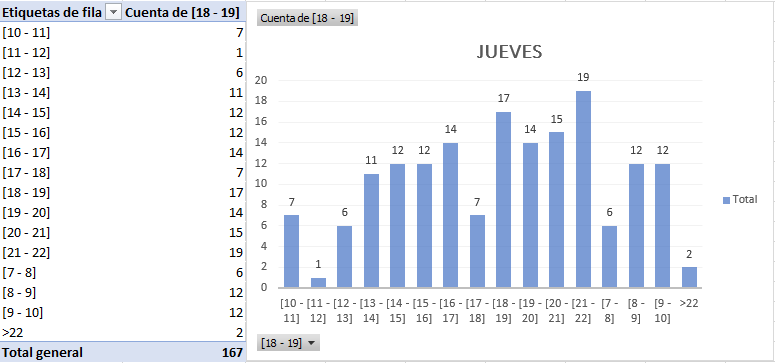 Etiquetas de fila Cuenta de [18 - 19]
[10 - 11] 7
[11 - 12] 1
[12 - 13] 6
[13 - 14] 11
[14 - 15] 12
[15 - 16] 12
[16 - 17] 14
[17 - 18] 7
[18 - 19] 17
[19 - 20] 14
[20 - 21] 15
[21 - 22] 19
[7 - 8] 6
[8 - 9] 12
[9 - 10] 12
>22 2
Total general 167
Cuenta de [18 - 19]
JUEVES
20
18
16
14
12
10
8
6
4
2
0
7 1 6 11 12 12 14 7 17 14 15 19 6 12 12 2
[10 - [11 - [12 - [13 - [14 - [15 - [16 - [17 - [18 - [19 - [20 - [21 - [7 - [8 - [9 - >22
11] 12] 13] 14] 15] 16] 17] 18] 19] 20] 21] 22] 8] 9] 10]
Total
[18 - 19]